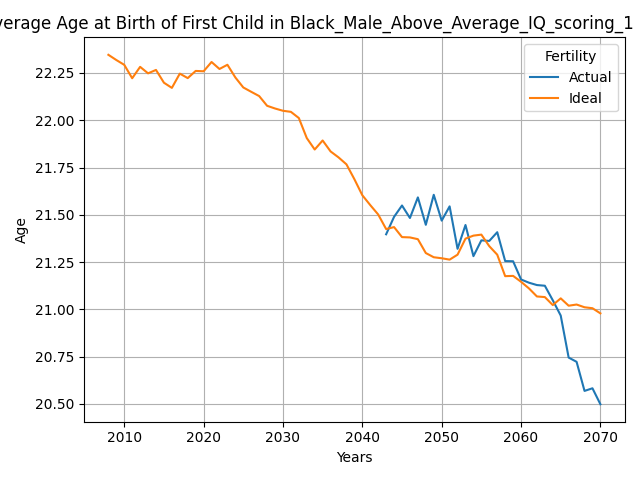 verage Age at Birth of First Child in Black_Male_Above_Average_IQ_scoring_1
Fertility
Actual
Ideal
22.25
22.00
21.75
21.50
21.25
21.00
20.75
20.50
Age
2010 2020 2030 2040 2050 2060 2070
Years